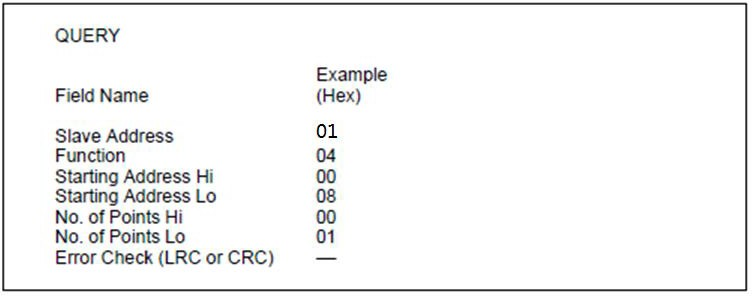 QUERY
Example
Field Name (Hex)
Slave Address 01
Function 04
Starting Address Hi 00
Starting Address Lo 08
No. of Points Hi 00
No. of Points Lo 01
Error Check (LRC or CRC) —